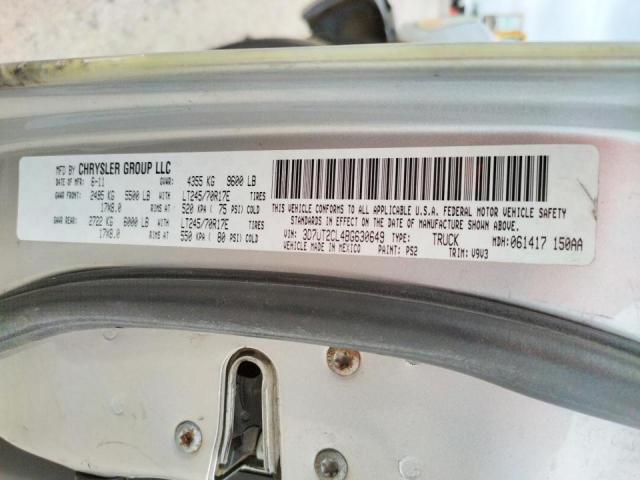 MFD BY CHRYSLER GROUP LLC
DATE OF MFR 6-11 GVWR: 4355 KG 9600 LB
GAWR FRONT: 2495 KG 5500 LB WITH LT245/70R17E TIRES
17X8.0 RIMS AT 520 KPA ( 75 PSI) COLD
GAWR REAR: 2722 KG 6000 LB WITH LT245/70R17E TIRES
17X8.0 RIMS AT 550 KPA ( 80 PSI) COLD
THIS VEHICLE CONFORMS TO ALL APPLICABLE U.S.A. FEDERAL MOTOR VEHICLE SAFETY
STANDARDS IN EFFECT ON THE DATE OF MANUFACTURE SHOWN ABOVE.
VIN: 3D7UT2CL4BG630649 TYPE: TRUCK MDH: 061417 150AA
VEHICLE MADE IN MEXICO PAINT: PS2 TRIM: V9V3